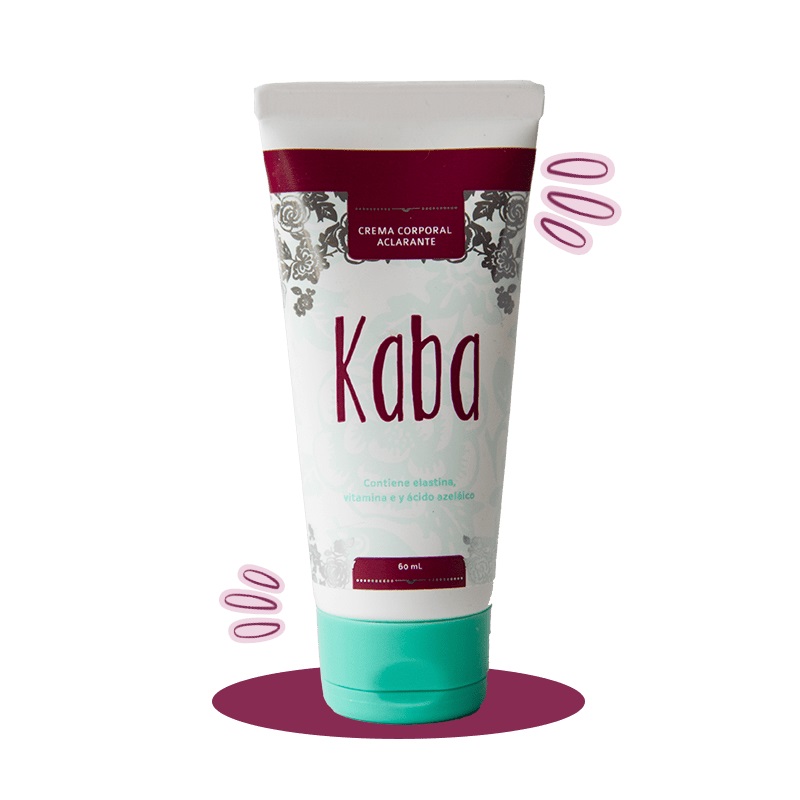 CREMA CORPORAL
ACLARANTE
Kaba
Contiene elastina,
vitamina e y ácido azeláico
60 mL